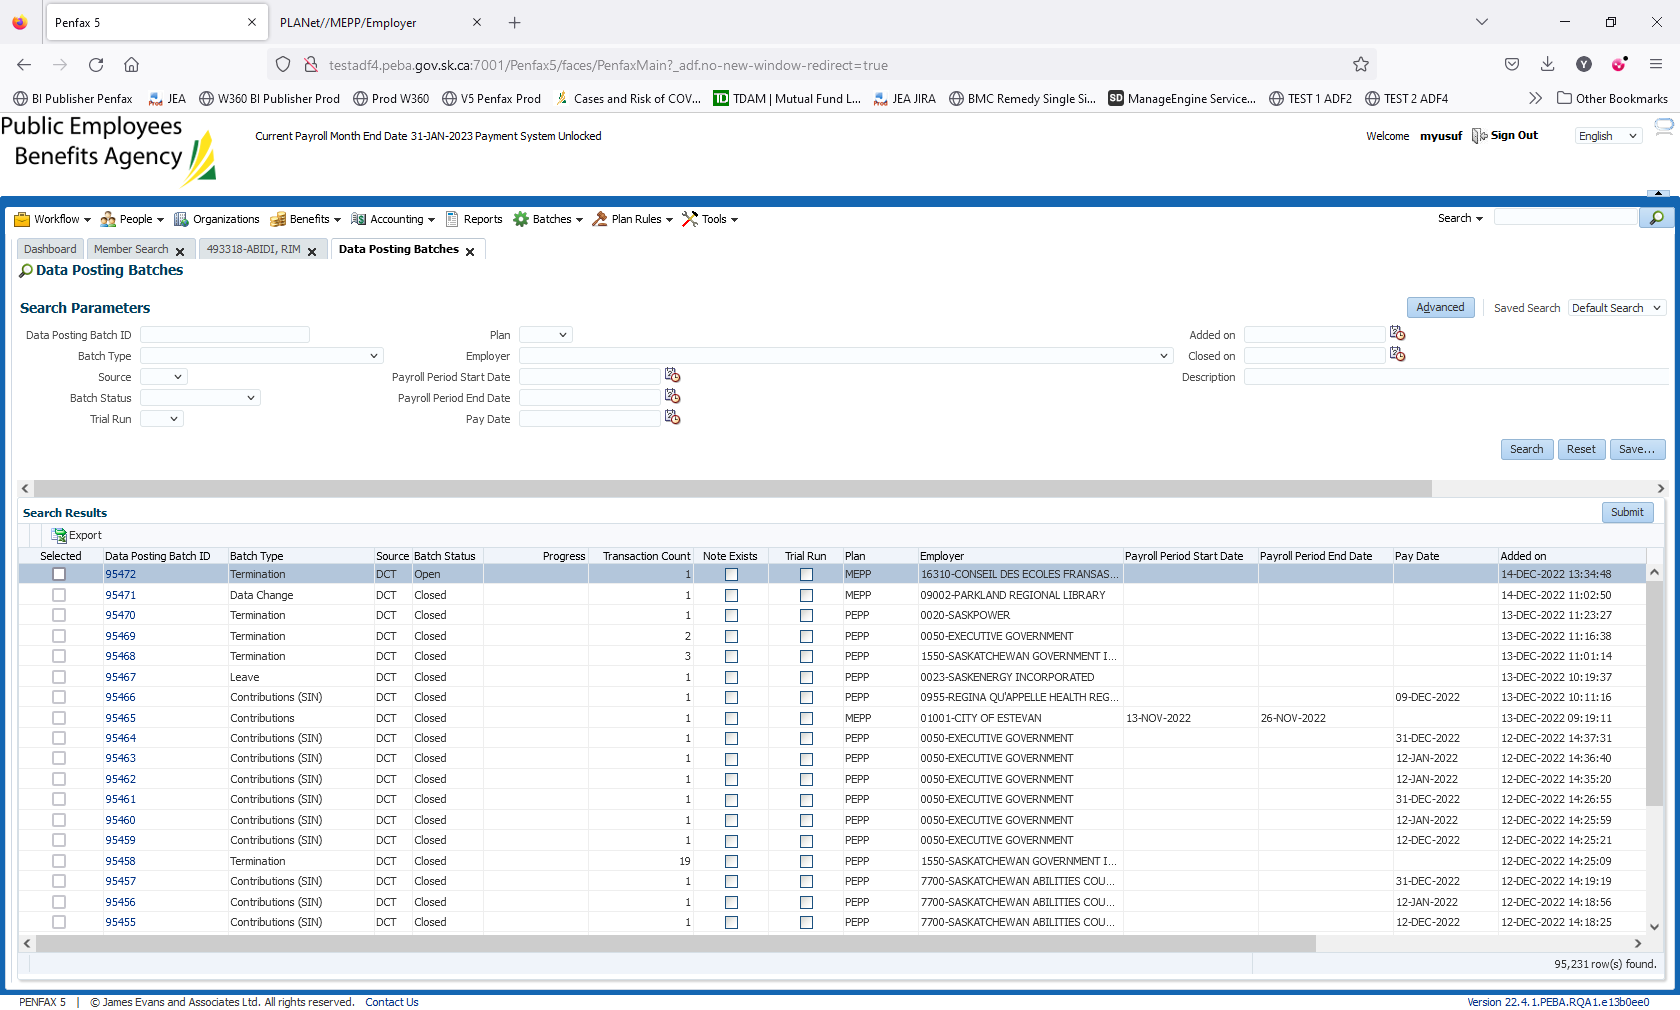 Penfax 5
PLANet//MEPP/Employer
testadf4.peba.gov.sk.ca:7001/Penfax5/faces/PenfaxMain?_adf.no-new-window-redirect=true
BI Publisher Penfax JEA W360 BI Publisher Prod Prod W360 V5 Penfax Prod Cases and Risk of COV... TDAM | Mutual Fund L... JEA JIRA BMC Remedy Single Si... ManageEngine Service... TEST 1 ADF2 TEST 2 ADF4 Other Bookmarks
Public Employees
Benefits Agency
Current Payroll Month End Date 31-JAN-2023 Payment System Unlocked
Welcome myusuf Sign Out English
Workflow People Organizations Benefits Accounting Reports Batches Plan Rules Tools Search
Dashboard Member Search 493318-ABIDI, RIM Data Posting Batches
Data Posting Batches
Search Parameters
Advanced Saved Search Default Search
Data Posting Batch ID Plan Added on
Batch Type Employer Closed on
Source Payroll Period Start Date Description
Batch Status Payroll Period End Date
Trial Run Pay Date
Search Reset Save...
Search Results
Submit
Export
Selected Data Posting Batch ID Batch Type Source Batch Status Progress Transaction Count Note Exists Trial Run Plan Employer Payroll Period Start Date Payroll Period End Date Pay Date Added on
95472 Termination DCT Open 1 MEPP 16310-CONSEIL DES ECOLES FRANSAS... 14-DEC-2022 13:34:48
95471 Data Change DCT Closed 1 MEPP 09002-PARKLAND REGIONAL LIBRARY 14-DEC-2022 11:02:50
95470 Termination DCT Closed 1 PEPP 0020-SASKPOWER 13-DEC-2022 11:23:27
95469 Termination DCT Closed 2 PEPP 0050-EXECUTIVE GOVERNMENT 13-DEC-2022 11:16:38
95468 Termination DCT Closed 3 PEPP 1550-SASKATCHEWAN GOVERNMENT I... 13-DEC-2022 11:01:14
95467 Leave DCT Closed 1 PEPP 0023-SASKENERGY INCORPORATED 13-DEC-2022 10:19:37
95466 Contributions (SIN) DCT Closed 1 PEPP 0955-REGINA QU'APPELLE HEALTH REG... 09-DEC-2022 13-DEC-2022 10:11:16
95465 Contributions DCT Closed 1 MEPP 01001-CITY OF ESTEVAN 13-NOV-2022 26-NOV-2022 13-DEC-2022 09:19:11
95464 Contributions (SIN) DCT Closed 1 PEPP 0050-EXECUTIVE GOVERNMENT 31-DEC-2022 12-DEC-2022 14:37:31
95463 Contributions (SIN) DCT Closed 1 PEPP 0050-EXECUTIVE GOVERNMENT 12-JAN-2022 12-DEC-2022 14:36:40
95462 Contributions (SIN) DCT Closed 1 PEPP 0050-EXECUTIVE GOVERNMENT 12-JAN-2022 12-DEC-2022 14:35:20
95461 Contributions (SIN) DCT Closed 1 PEPP 0050-EXECUTIVE GOVERNMENT 31-DEC-2022 12-DEC-2022 14:26:55
95460 Contributions (SIN) DCT Closed 1 PEPP 0050-EXECUTIVE GOVERNMENT 12-JAN-2022 12-DEC-2022 14:25:59
95459 Contributions (SIN) DCT Closed 1 PEPP 0050-EXECUTIVE GOVERNMENT 12-DEC-2022 12-DEC-2022 14:25:21
95458 Termination DCT Closed 19 PEPP 1550-SASKATCHEWAN GOVERNMENT I... 12-DEC-2022 14:25:09
95457 Contributions (SIN) DCT Closed 1 PEPP 7700-SASKATCHEWAN ABILITIES COU... 31-DEC-2022 12-DEC-2022 14:19:19
95456 Contributions (SIN) DCT Closed 1 PEPP 7700-SASKATCHEWAN ABILITIES COU... 12-JAN-2022 12-DEC-2022 14:18:56
95455 Contributions (SIN) DCT Closed 1 PEPP 7700-SASKATCHEWAN ABILITIES COU... 12-DEC-2022 12-DEC-2022 14:18:25
95,231 row(s) found.
PENFAX 5 | © James Evans and Associates Ltd. All rights reserved. Contact Us Version 22.4.1.PEBA.RQA1.e13b0ee0